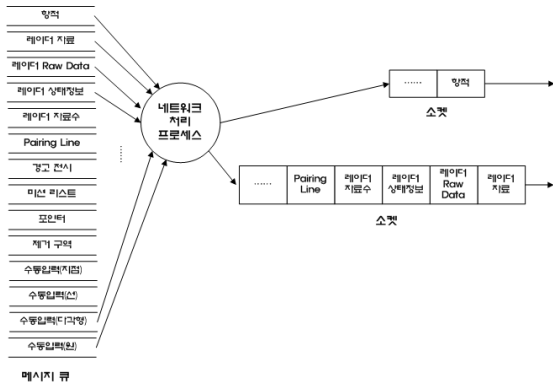 항적
레이더 자료
레이더 Raw Data
레이더 상태정보
레이더 자료수
Pairing Line
경고 전시
미션 리스트
포인터
제거 구역
수동입력(지점)
수동입력(선)
수동입력(다각형)
수동입력(원)
메시지 큐
네트워크
처리
프로세스
......
항적
소켓
......
Pairing
Line
레이더
자료수
레이더
상태정보
레이더
Raw
Data
레이더
자료
소켓